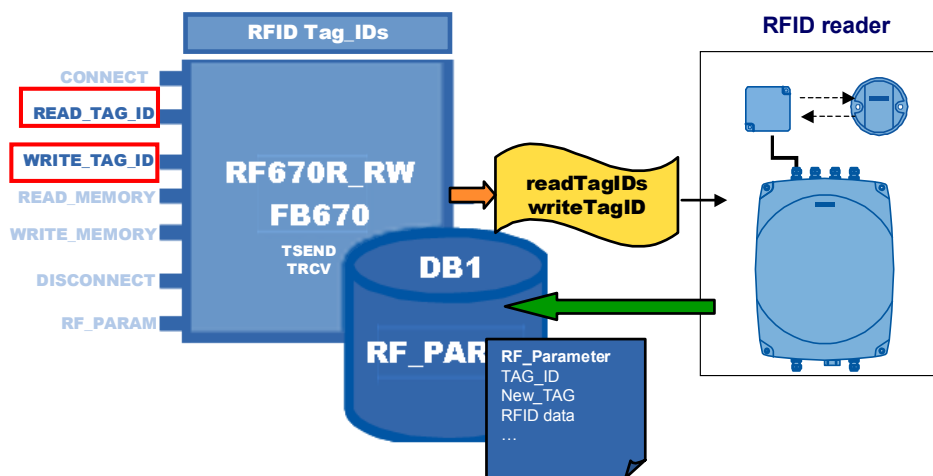 RFID Tag_IDs
RFID reader
CONNECT
READ_TAG_ID
WRITE_TAG_ID
READ_MEMORY
WRITE_MEMORY
DISCONNECT
RF_PARAM
RF670R_RW
FB670
TSEND
TRCV
readTagIDs
writeTagID
DB1
RF_PAR
RF_Parameter
TAG_ID
New_TAG
RFID data
…